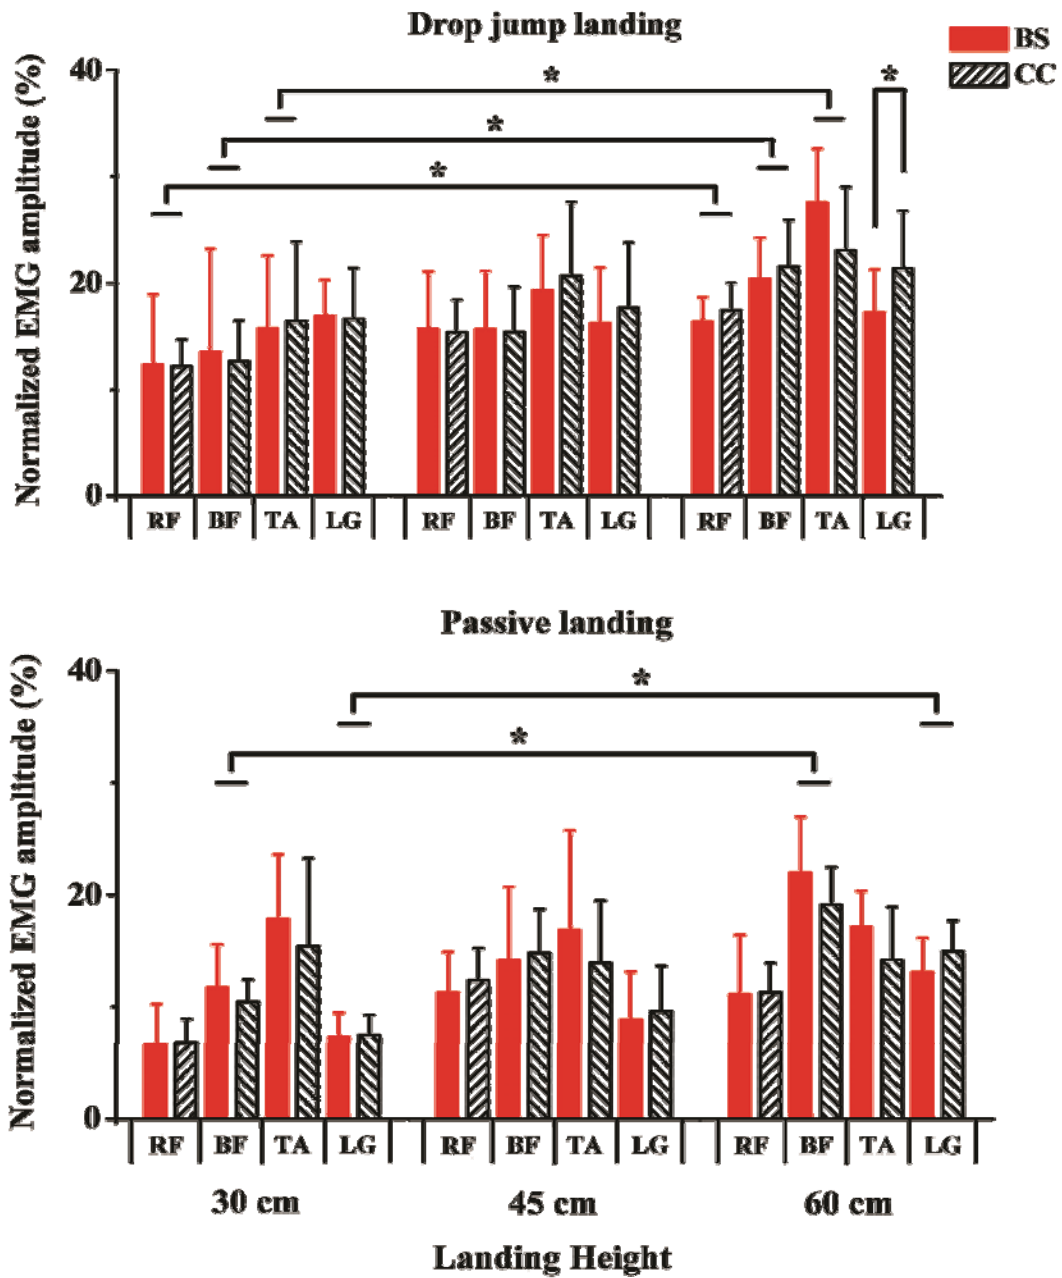 Drop jump landing
BS
CC
Normalized EMG amplitude (%)
40
20
0
*
*
*
*
RF BF TA LG RF BF TA LG RF BF TA LG
Passive landing
Normalized EMG amplitude (%)
40
20
0
*
*
RF BF TA LG RF BF TA LG RF BF TA LG
30 cm 45 cm 60 cm
Landing Height